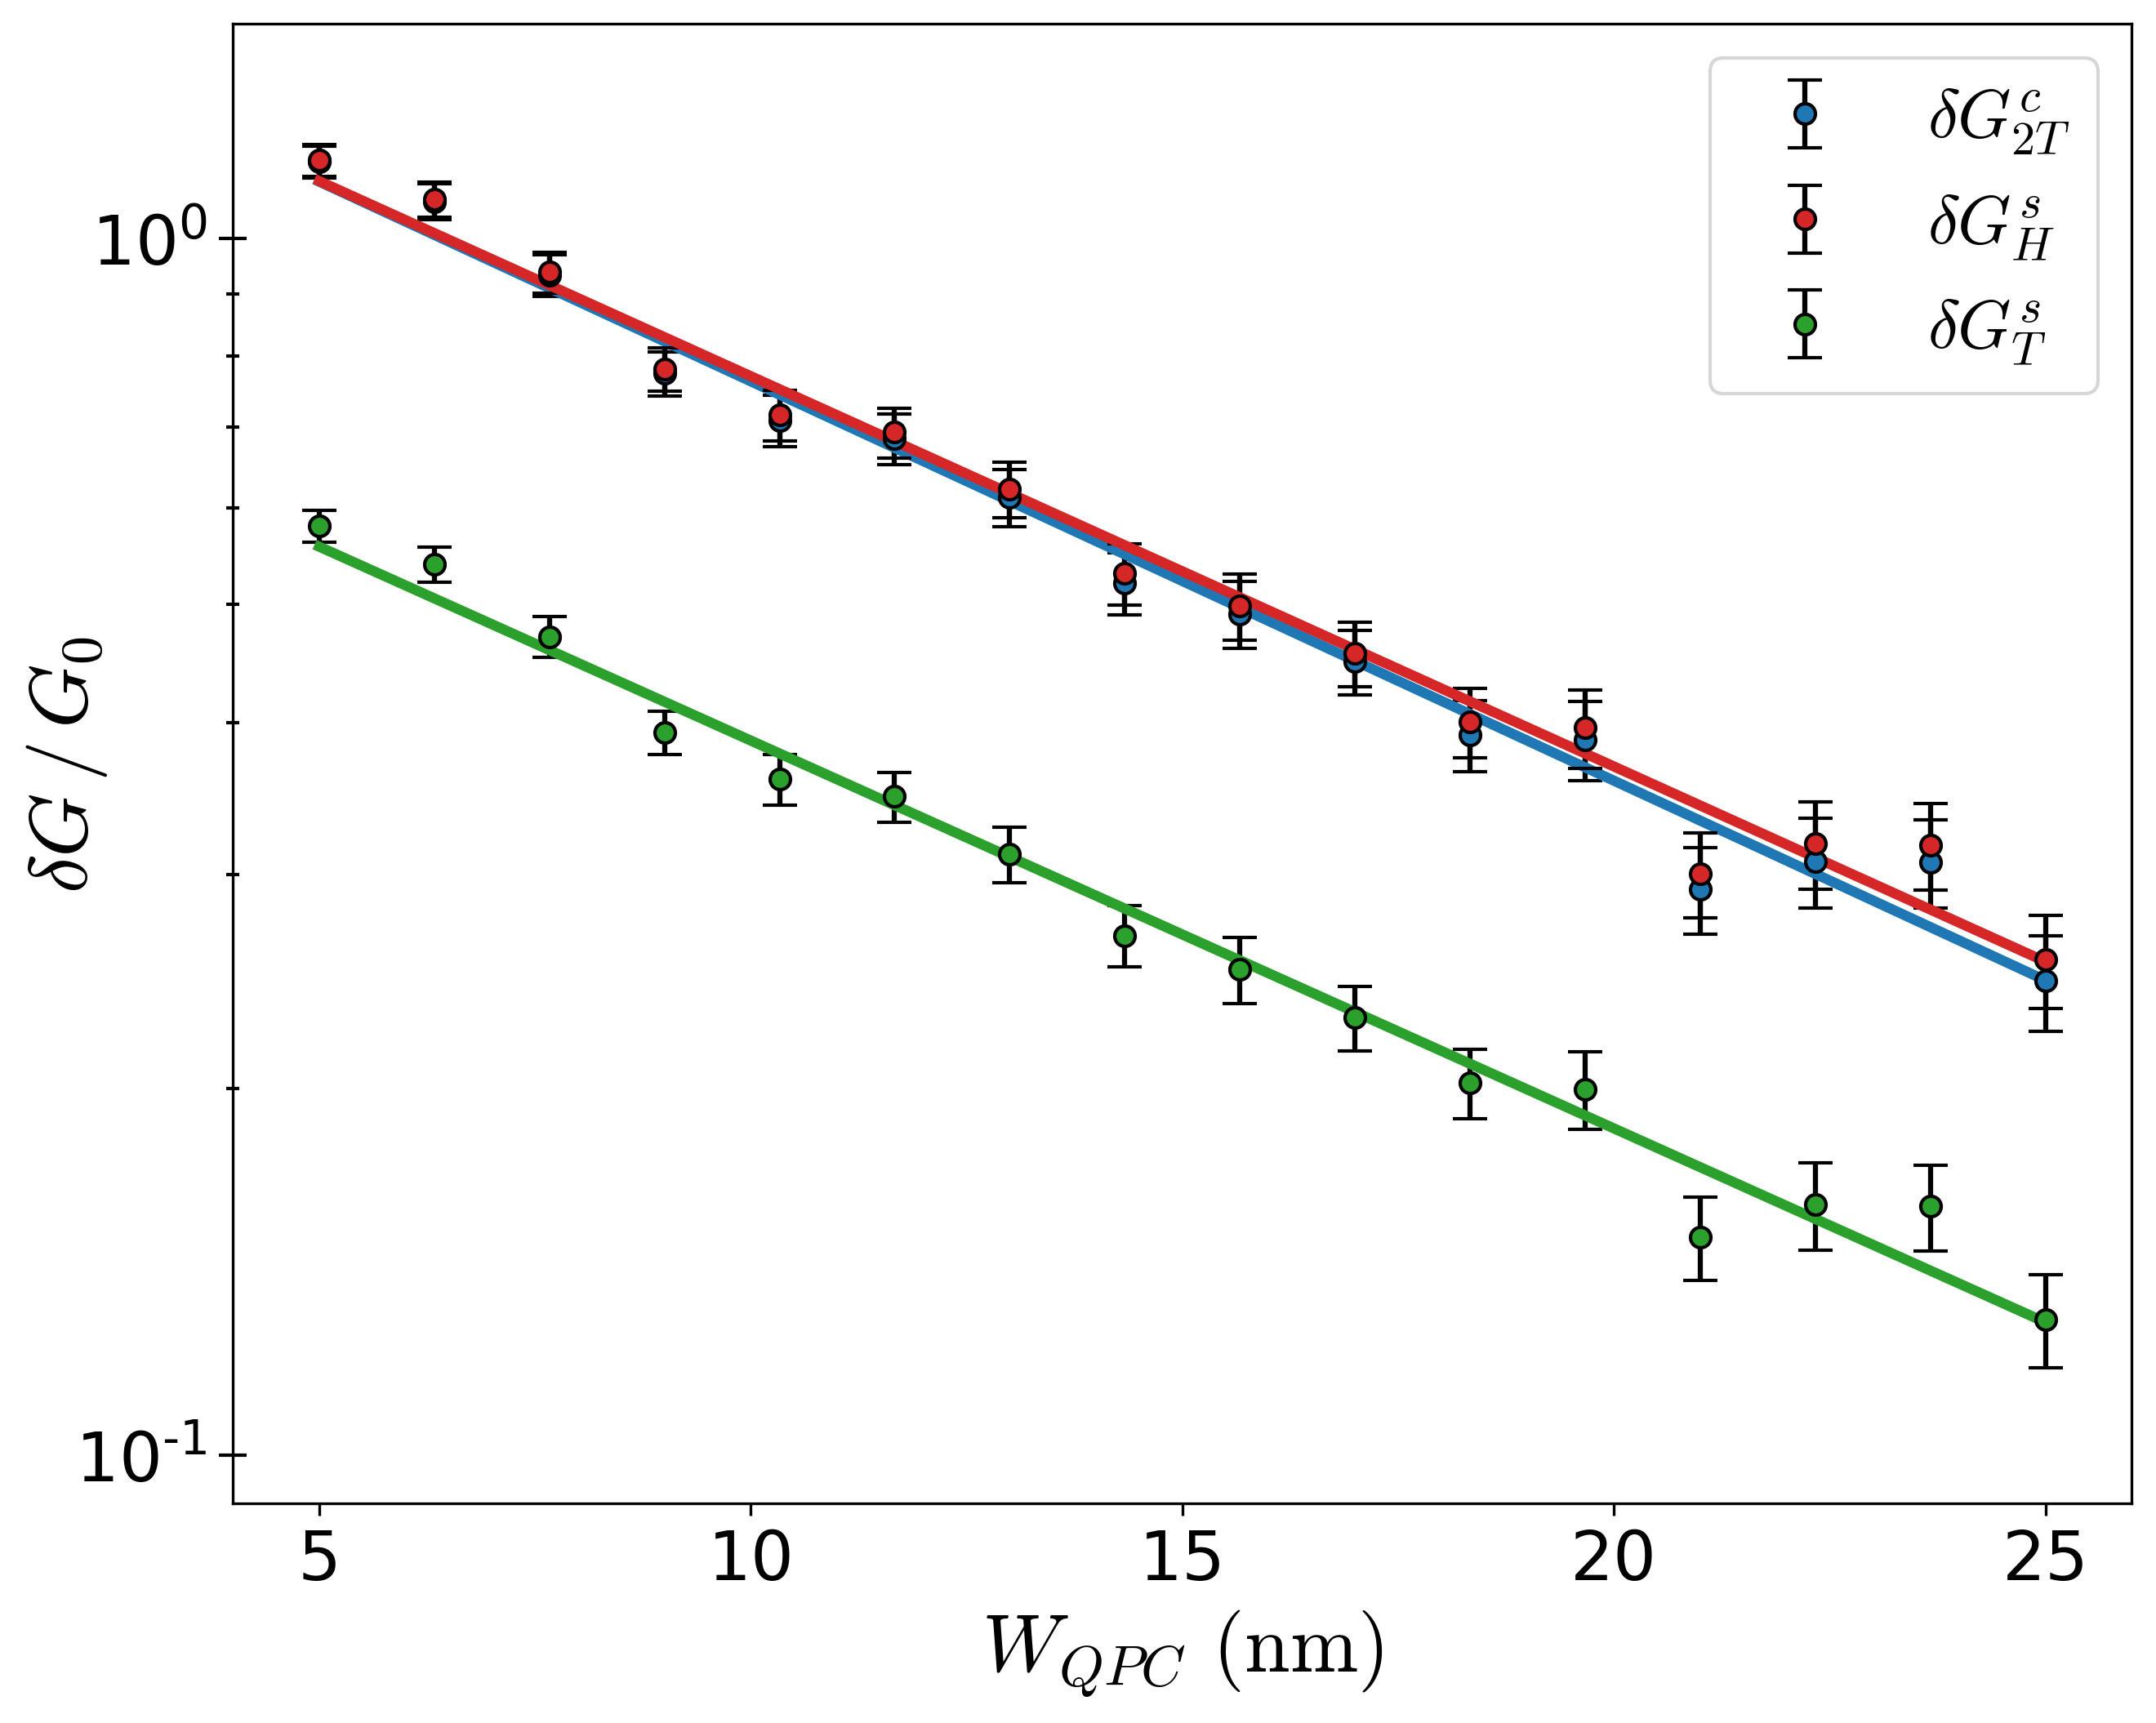 δG^c_{2T}
δG^s_H
δG^s_T
10^0
10^-1
δG / G_0
5 10 15 20 25
W_{QPC} (nm)